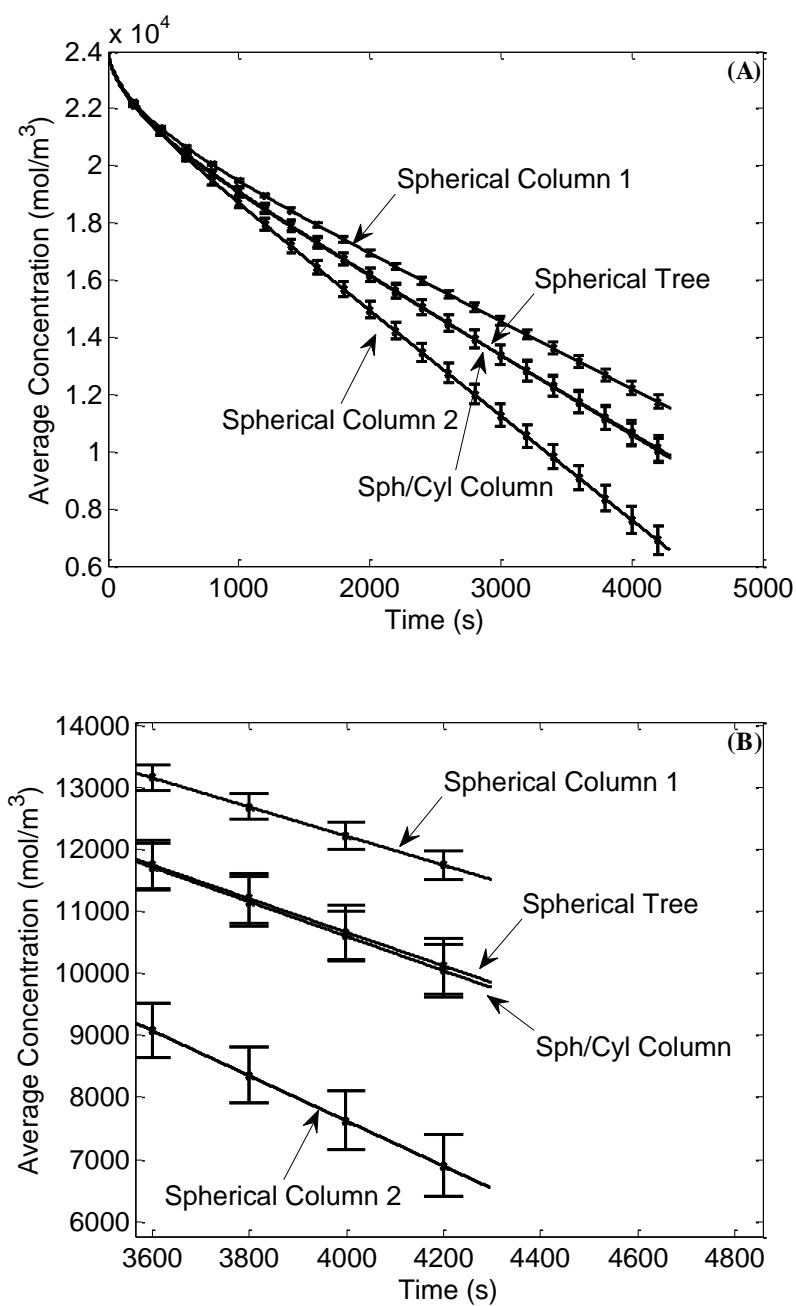 x 10^4
(A)
2.4
2.2
2
1.8
1.6
1.4
1.2
1
0.8
0.6
Average Concentration (mol/m^3)
Spherical Column 1
Spherical Tree
Spherical Column 2
Sph/Cyl Column
0 1000 2000 3000 4000 5000
Time (s)
(B)
14000
13000
12000
11000
10000
9000
8000
7000
6000
Average Concentration (mol/m^3)
Spherical Column 1
Spherical Tree
Sph/Cyl Column
Spherical Column 2
3600 3800 4000 4200 4400 4600 4800
Time (s)